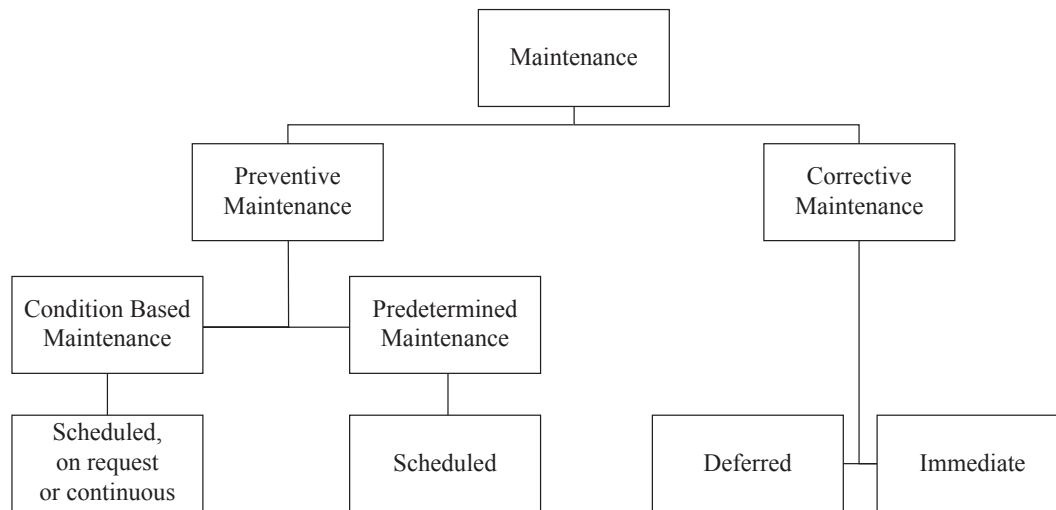 Maintenance
Preventive
Maintenance
Corrective
Maintenance
Condition Based
Maintenance
Predetermined
Maintenance
Scheduled,
on request
or continuous
Scheduled
Deferred
Immediate